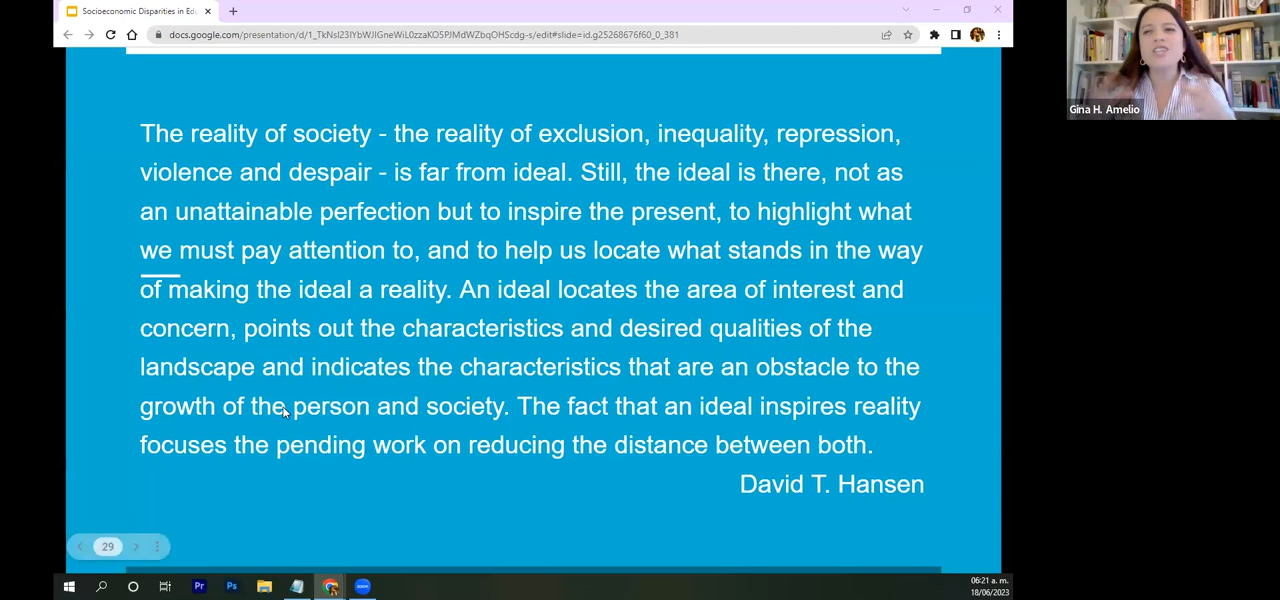 Socioeconomic Disparities in Edu
docs.google.com/presentation/d/
Gina H. Amelio
The reality of society - the reality of exclusion, inequality, repression,
violence and despair - is far from ideal. Still, the ideal is there, not as
an unattainable perfection but to inspire the present, to highlight what
we must pay attention to, and to help us locate what stands in the way
of making the ideal a reality. An ideal locates the area of interest and
concern, points out the characteristics and desired qualities of the
landscape and indicates the characteristics that are an obstacle to the
growth of the person and society. The fact that an ideal inspires reality
focuses the pending work on reducing the distance between both.
David T. Hansen
29
Pr
Ps
zoom
06:21 a. m.
18/06/2023